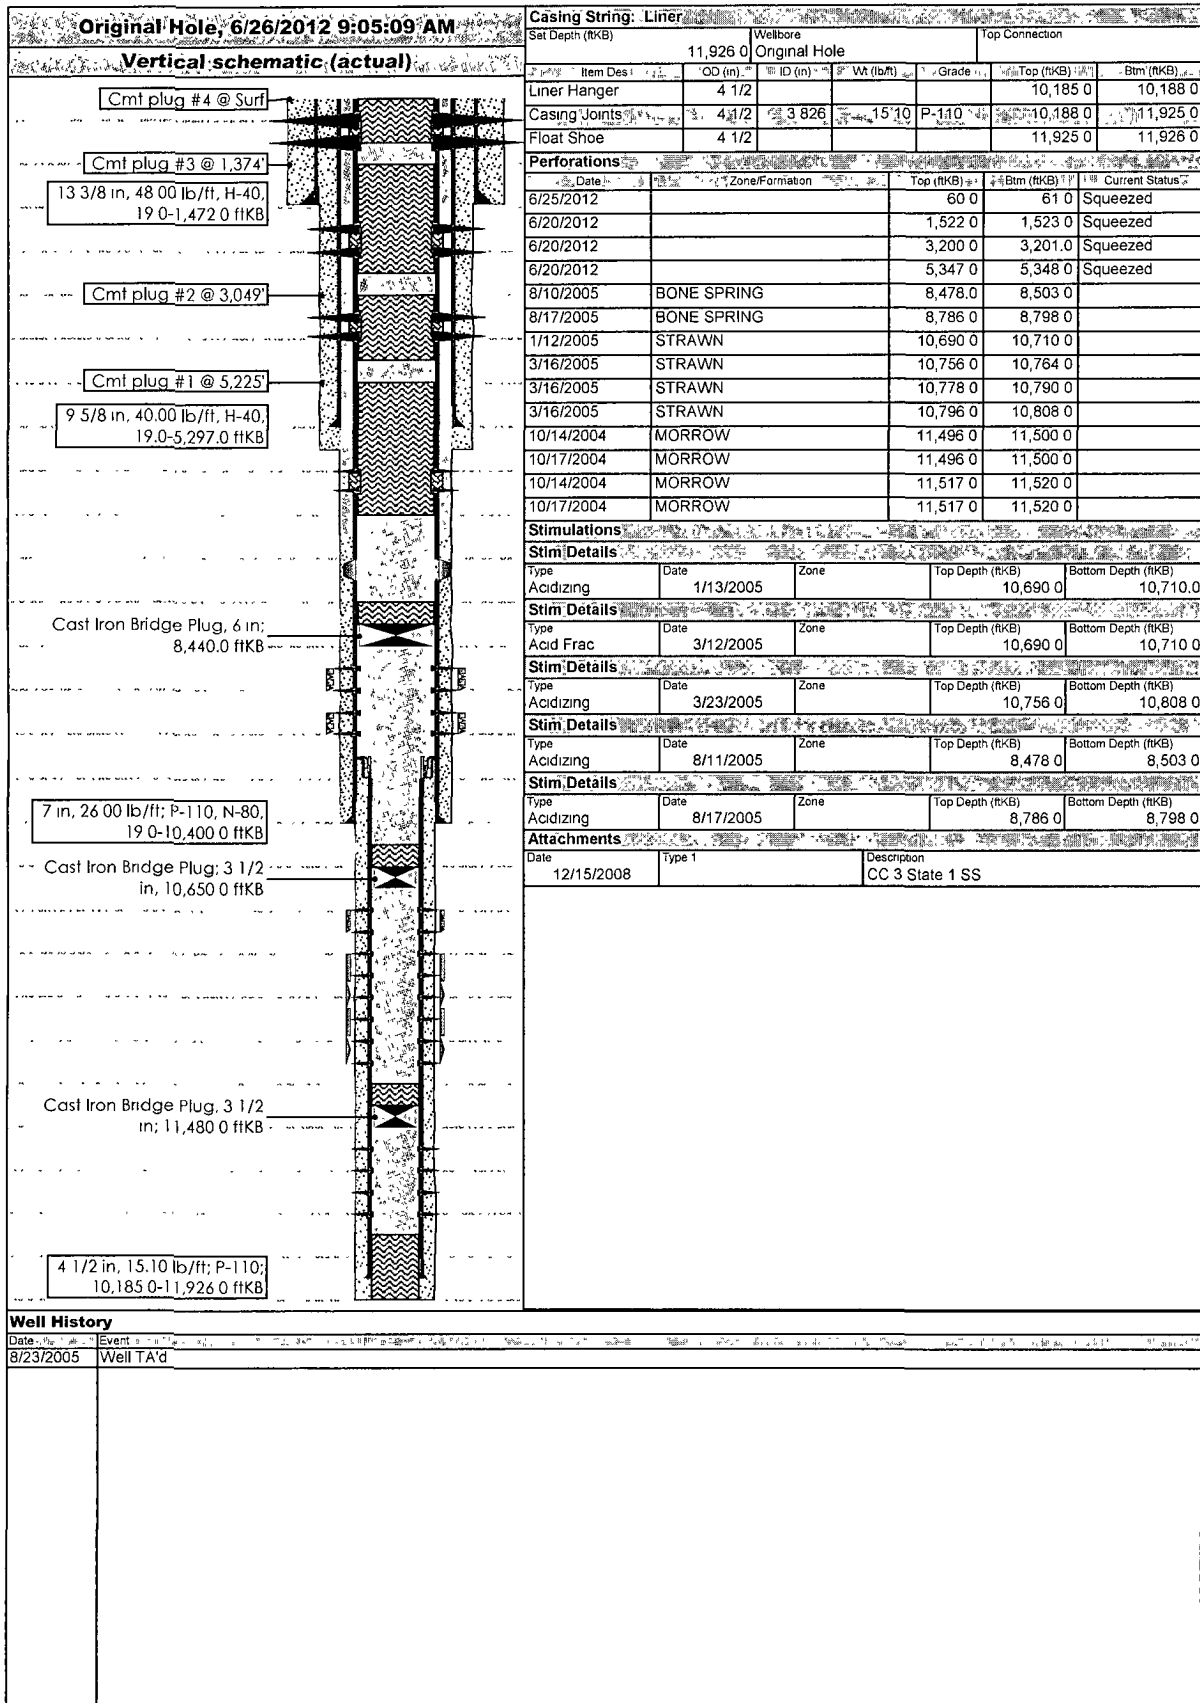 Original Hole, 6/26/2012 9:05:09 AM
Vertical schematic (actual)
Cmt plug #4 @ Surf
Cmt plug #3 @ 1,374'
13 3/8 in, 48 00 lb/ft, H-40,
19 0-1,472 0 ftKB
Cmt plug #2 @ 3,049'
Cmt plug #1 @ 5,225'
9 5/8 in, 40.00 lb/ft, H-40,
19.0-5,297.0 ftKB
Cast Iron Bridge Plug, 6 in;
8,440.0 ftKB
7 in, 26 00 lb/ft; P-110, N-80,
19 0-10,400 0 ftKB
Cast Iron Bridge Plug; 3 1/2
in, 10,650 0 ftKB
Cast Iron Bridge Plug, 3 1/2
in; 11,480 0 ftKB
4 1/2 in, 15.10 lb/ft; P-110;
10,185 0-11,926 0 ftKB
Casing String: Liner
Set Depth (ftKB) Wellbore Top Connection
11,926 0 Original Hole
Item Des OD (in) ID (in) Wt (lb/ft) Grade Top (ftKB) Btm (ftKB)
Liner Hanger 4 1/2 10,185 0 10,188 0
Casing Joints 4 1/2 3 826 15 10 P-110 10,188 0 11,925 0
Float Shoe 4 1/2 11,925 0 11,926 0
Perforations
Date Zone/Formation Top (ftKB) Btm (ftKB) Current Status
6/25/2012 60 0 61 0 Squeezed
6/20/2012 1,522 0 1,523 0 Squeezed
6/20/2012 3,200 0 3,201.0 Squeezed
6/20/2012 5,347 0 5,348 0 Squeezed
8/10/2005 BONE SPRING 8,478.0 8,503 0
8/17/2005 BONE SPRING 8,786 0 8,798 0
1/12/2005 STRAWN 10,690 0 10,710 0
3/16/2005 STRAWN 10,756 0 10,764 0
3/16/2005 STRAWN 10,778 0 10,790 0
3/16/2005 STRAWN 10,796 0 10,808 0
10/14/2004 MORROW 11,496 0 11,500 0
10/17/2004 MORROW 11,496 0 11,500 0
10/14/2004 MORROW 11,517 0 11,520 0
10/17/2004 MORROW 11,517 0 11,520 0
Stimulations
Stim Details
Type Date Zone Top Depth (ftKB) Bottom Depth (ftKB)
Acidizing 1/13/2005 10,690 0 10,710.0
Stim Details
Type Date Zone Top Depth (ftKB) Bottom Depth (ftKB)
Acid Frac 3/12/2005 10,690 0 10,710 0
Stim Details
Type Date Zone Top Depth (ftKB) Bottom Depth (ftKB)
Acidizing 3/23/2005 10,756 0 10,808 0
Stim Details
Type Date Zone Top Depth (ftKB) Bottom Depth (ftKB)
Acidizing 8/11/2005 8,478 0 8,503 0
Stim Details
Type Date Zone Top Depth (ftKB) Bottom Depth (ftKB)
Acidizing 8/17/2005 8,786 0 8,798 0
Attachments
Date Type 1 Description
12/15/2008 CC 3 State 1 SS
Well History
Date Event
8/23/2005 Well TA'd